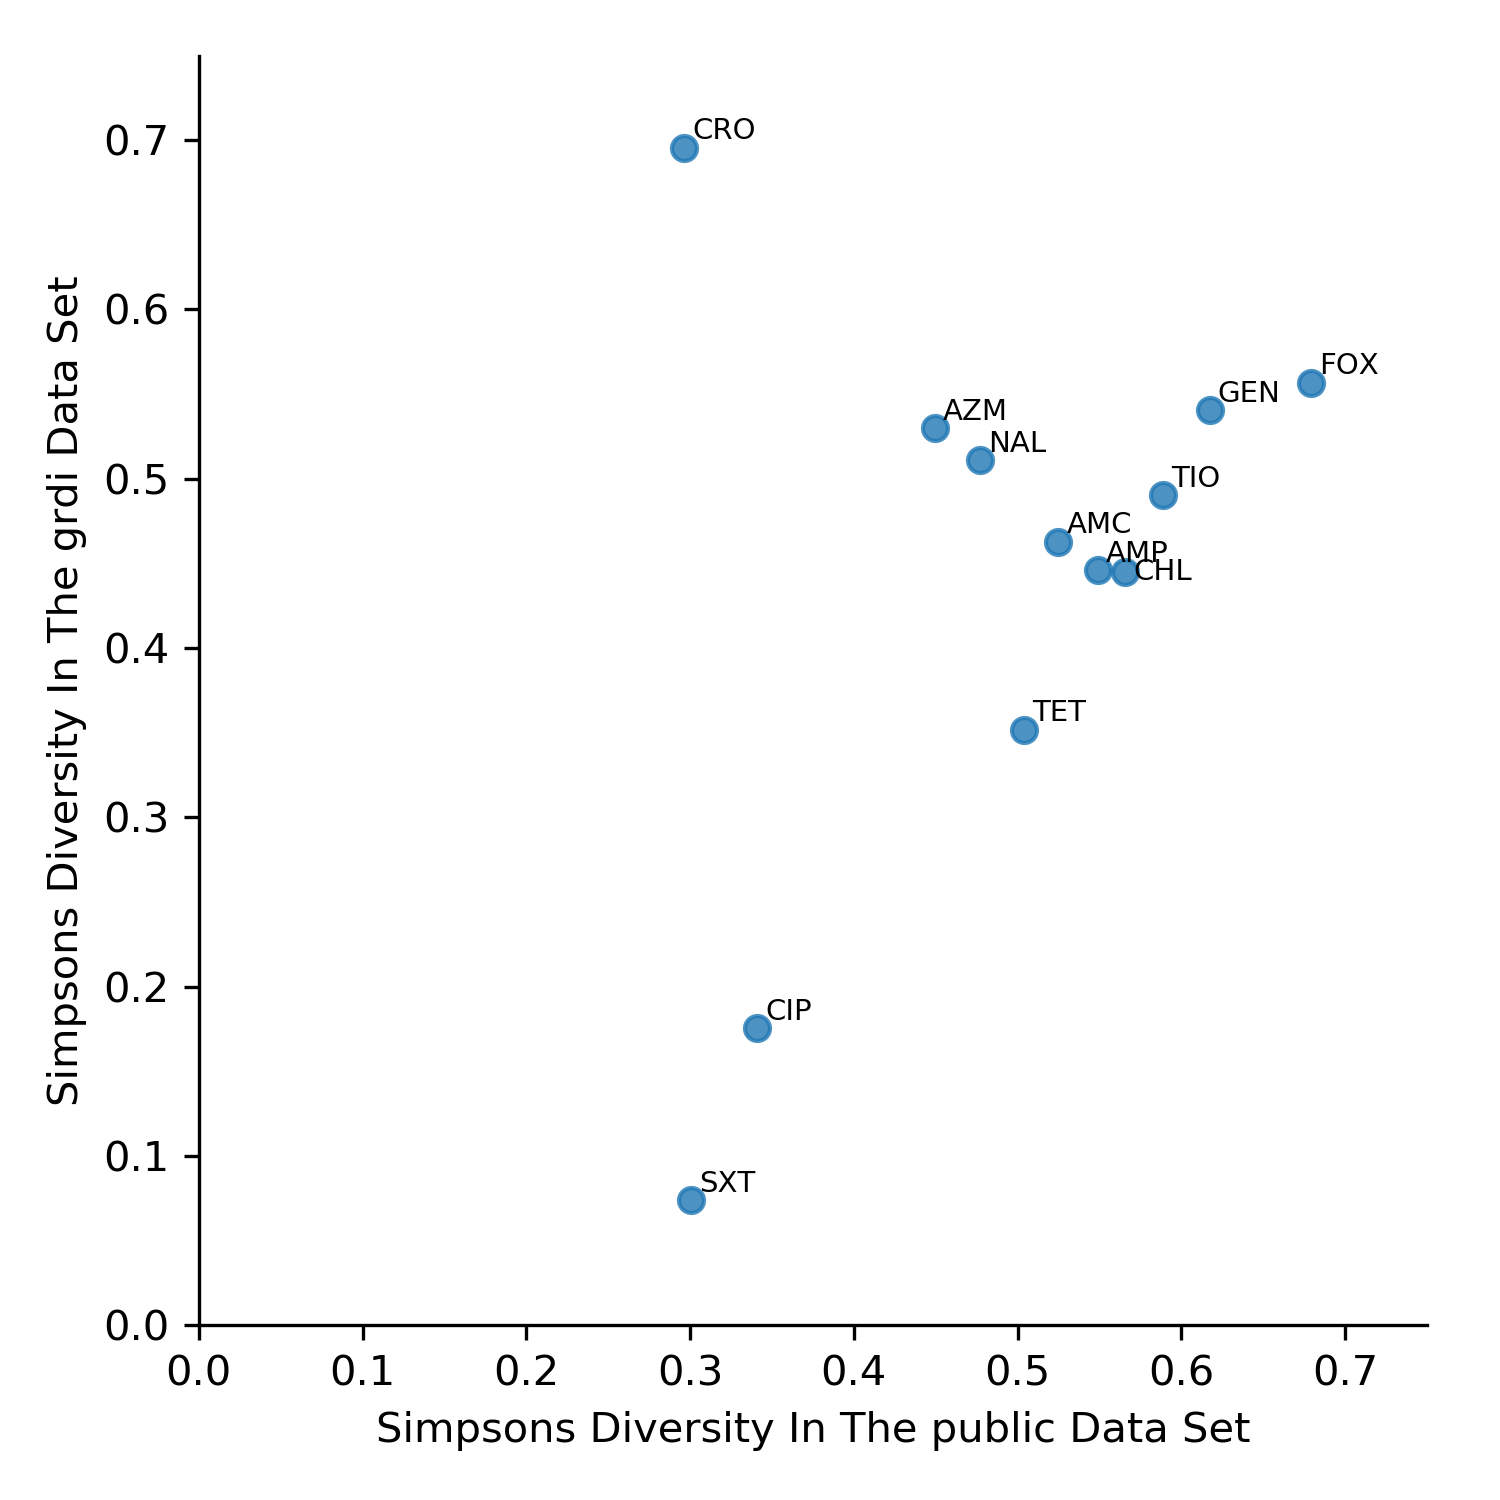 CRO
0.7
0.6
FOX
GEN
AZM
NAL
0.5
TIO
AMC
AMP
CHL
0.4
TET
0.3
0.2
CIP
0.1
SXT
0.0
0.0 0.1 0.2 0.3 0.4 0.5 0.6 0.7
Simpsons Diversity In The public Data Set
Simpsons Diversity In The grdi Data Set